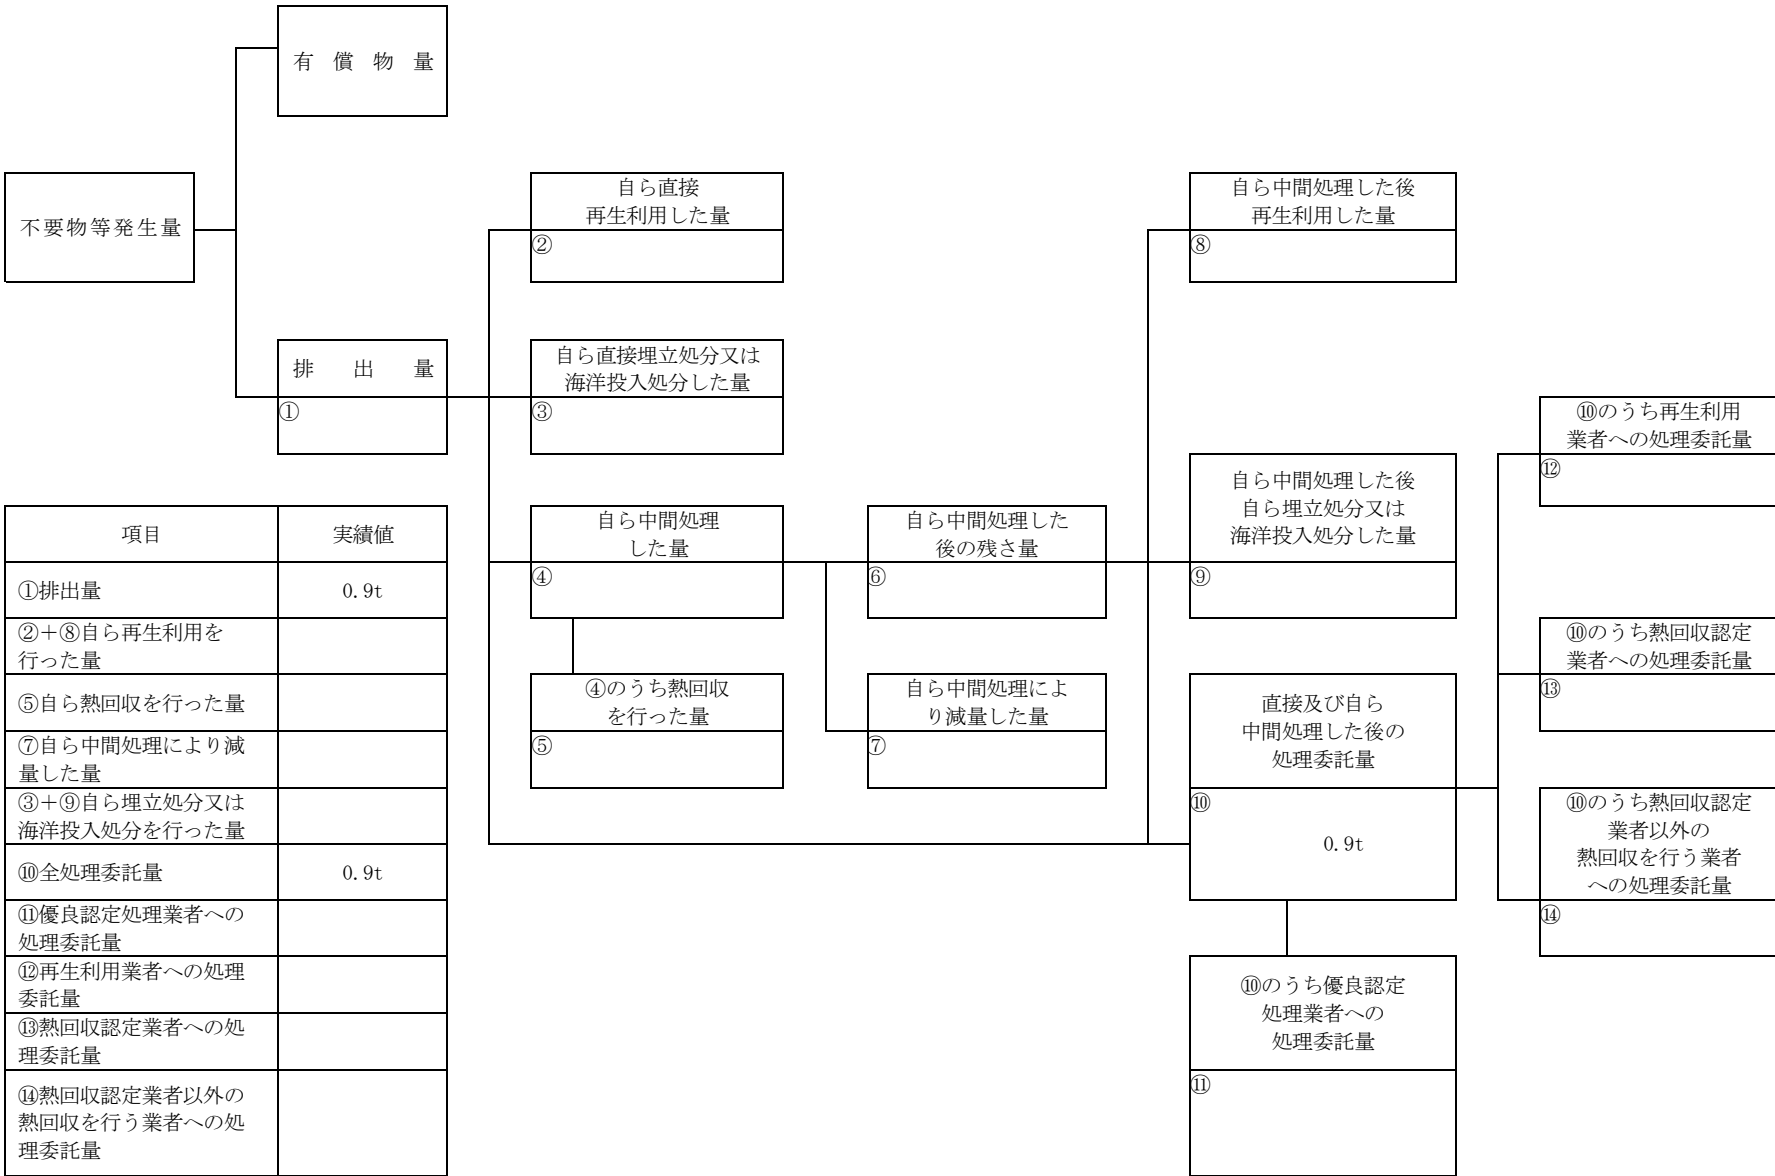 有償物量
不要物等発生量
自ら直接
再生利用した量
②
自ら中間処理した後
再生利用した量
⑧
排出量
①
自ら直接埋立処分又は
海洋投入処分した量
③
⑩のうち再生利用
業者への処理委託量
⑫
自ら中間処理した後
自ら埋立処分又は
海洋投入処分した量
⑨
自ら中間処理
した量
④
自ら中間処理した
後の残さ量
⑥
⑩のうち熱回収認定
業者への処理委託量
⑬
④のうち熱回収
を行った量
⑤
自ら中間処理によ
り減量した量
⑦
直接及び自ら
中間処理した後の
処理委託量
⑩
0.9t
⑩のうち熱回収認定
業者以外の
熱回収を行う業者
への処理委託量
⑭
⑩のうち優良認定
処理業者への
処理委託量
⑪
項目 実績値
①排出量 0.9t
②+⑧自ら再生利用を
行った量
⑤自ら熱回収を行った量
⑦自ら中間処理により減
量した量
③+⑨自ら埋立処分又は
海洋投入処分を行った量
⑩全処理委託量 0.9t
⑪優良認定処理業者への
処理委託量
⑫再生利用業者への処理
委託量
⑬熱回収認定業者への処
理委託量
⑭熱回収認定業者以外の
熱回収を行う業者への処
理委託量